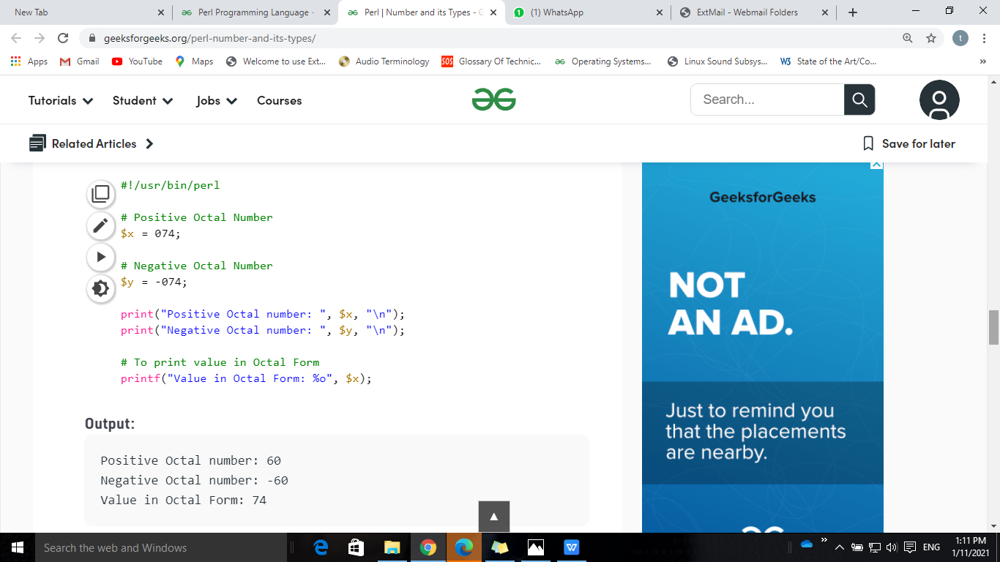 New Tab
Perl Programming Language -
Perl | Number and its Types - G
(1) WhatsApp
ExtMail - Webmail Folders
geeksforgeeks.org/perl-number-and-its-types/
t
Apps
Gmail
YouTube
Maps
Welcome to use Ext...
Audio Terminology
SOS
Glossary Of Technic...
Operating Systems...
Linux Sound Subsys...
W3
State of the Art/Co...
Tutorials
Student
Jobs
Courses
Search...
Related Articles
Save for later
#!/usr/bin/perl
# Positive Octal Number
$x = 074;
# Negative Octal Number
$y = -074;
print("Positive Octal number: ", $x, "\n");
print("Negative Octal number: ", $y, "\n");
# To print value in Octal Form
printf("Value in Octal Form: %o", $x);
Output:
Positive Octal number: 60
Negative Octal number: -60
Value in Octal Form: 74
GeeksforGeeks
NOT
AN AD.
Just to remind you
that the placements
are nearby.
Search the web and Windows
ENG
1:11 PM
1/11/2021